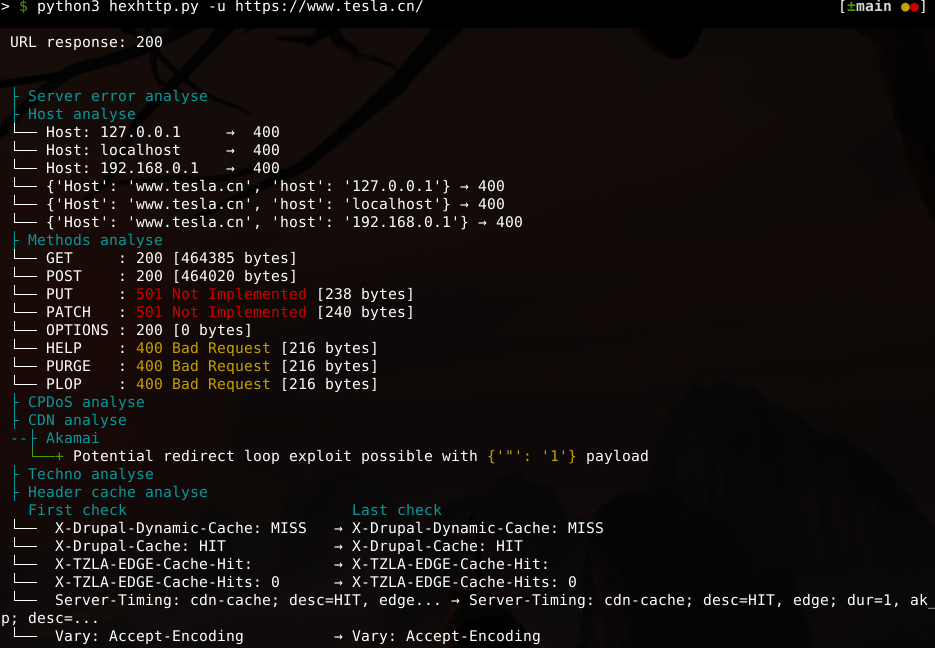 > $ python3 hexhttp.py -u https://www.tesla.cn/ [±main ●●]
URL response: 200
├ Server error analyse
├ Host analyse
└── Host: 127.0.0.1 → 400
└── Host: localhost → 400
└── Host: 192.168.0.1 → 400
└── {'Host': 'www.tesla.cn', 'host': '127.0.0.1'} → 400
└── {'Host': 'www.tesla.cn', 'host': 'localhost'} → 400
└── {'Host': 'www.tesla.cn', 'host': '192.168.0.1'} → 400
├ Methods analyse
└── GET : 200 [464385 bytes]
└── POST : 200 [464020 bytes]
└── PUT : 501 Not Implemented [238 bytes]
└── PATCH : 501 Not Implemented [240 bytes]
└── OPTIONS : 200 [0 bytes]
└── HELP : 400 Bad Request [216 bytes]
└── PURGE : 400 Bad Request [216 bytes]
└── PLOP : 400 Bad Request [216 bytes]
├ CPDoS analyse
├ CDN analyse
--├ Akamai
└──+ Potential redirect loop exploit possible with {'"': '1'} payload
├ Techno analyse
├ Header cache analyse
First check Last check
└── X-Drupal-Dynamic-Cache: MISS → X-Drupal-Dynamic-Cache: MISS
└── X-Drupal-Cache: HIT → X-Drupal-Cache: HIT
└── X-TZLA-EDGE-Cache-Hit: → X-TZLA-EDGE-Cache-Hit:
└── X-TZLA-EDGE-Cache-Hits: 0 → X-TZLA-EDGE-Cache-Hits: 0
└── Server-Timing: cdn-cache; desc=HIT, edge... → Server-Timing: cdn-cache; desc=HIT, edge; dur=1, ak_
p; desc=...
└── Vary: Accept-Encoding → Vary: Accept-Encoding